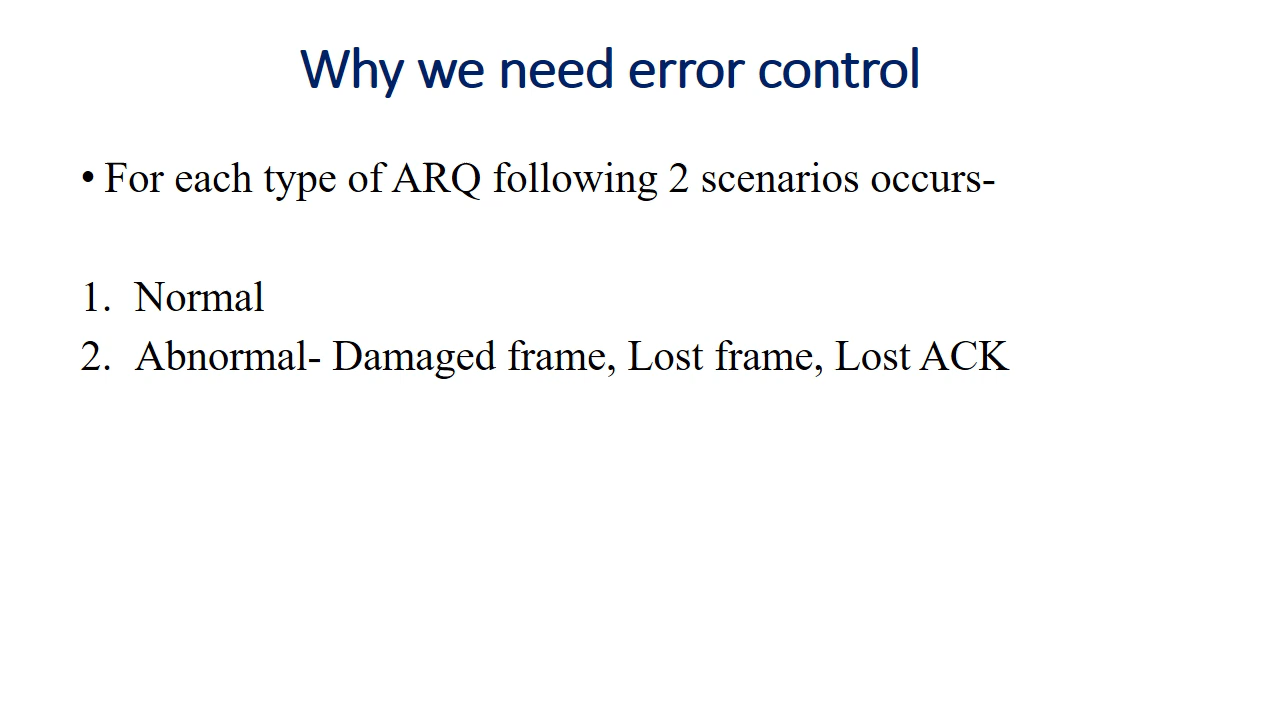 Why we need error control
• For each type of ARQ following 2 scenarios occurs-
1. Normal
2. Abnormal- Damaged frame, Lost frame, Lost ACK